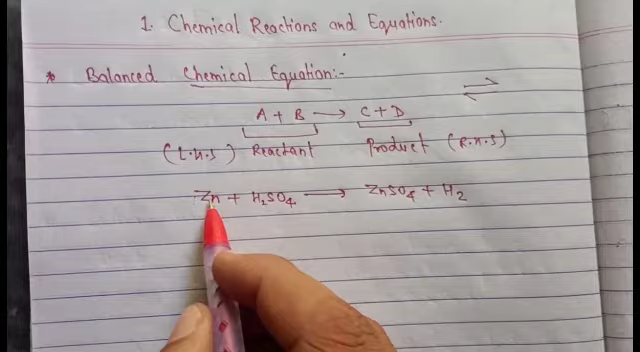 1. Chemical Reactions and Equations.
* Balanced Chemical Equation:-
A + B → C + D ⇌
(L.H.S) Reactant Product (R.H.S)
Zn + H₂SO₄ → ZnSO₄ + H₂